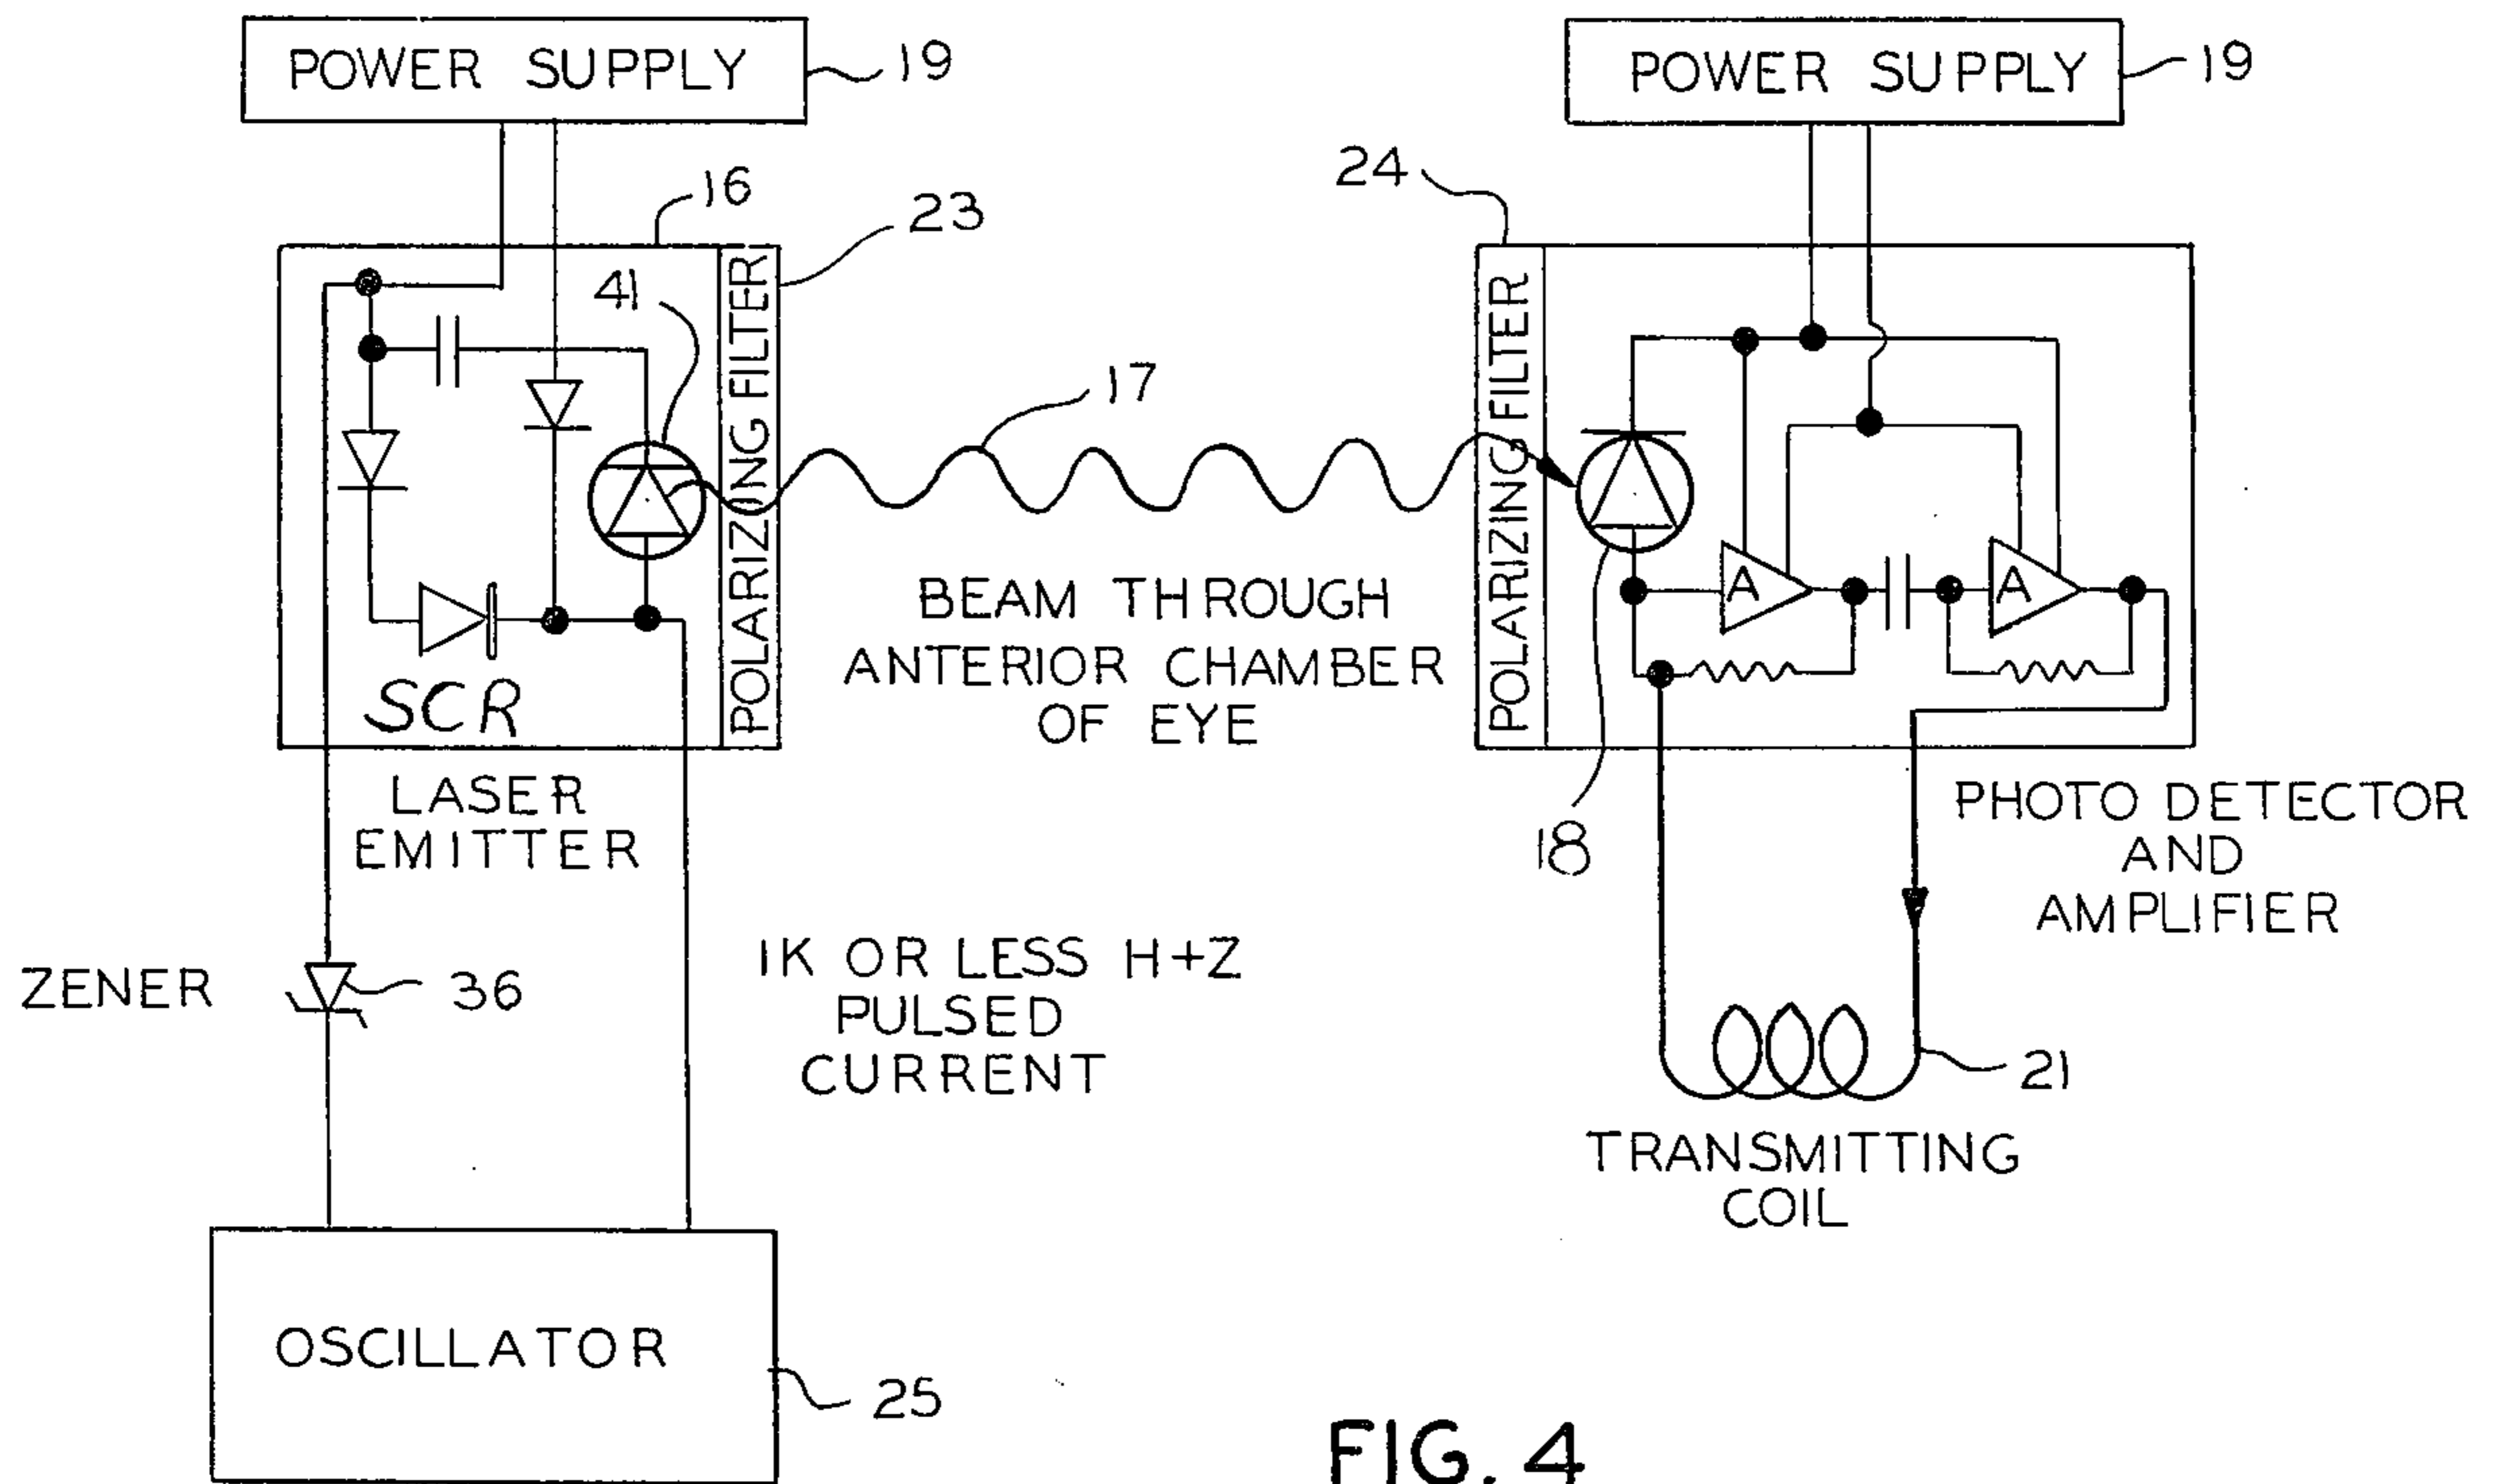 POWER SUPPLY
19
POWER SUPPLY
19
16
23
24
41
POLARIZING FILTER
17
POLARIZING FILTER
A
A
BEAM THROUGH
ANTERIOR CHAMBER
OF EYE
SCR
LASER
EMITTER
18
PHOTO DETECTOR
AND
AMPLIFIER
ZENER
36
1K OR LESS H+Z
PULSED
CURRENT
21
TRANSMITTING
COIL
OSCILLATOR
25
FIG. 4